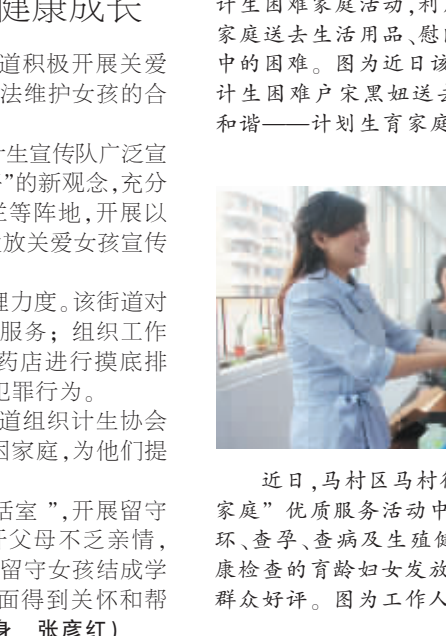 健康成长
道积极开展关爱
法维护女孩的合
计生宣传队广泛宣
”的新观念,充分
栏等阵地,开展以
放关爱女孩宣传
理力度。该街道对
服务；组织工作
药店进行摸底排
犯罪行为。
道组织计生协会
困家庭,为他们提
活室 ”,开展留守
父母不乏亲情,
留守女孩结成学
面得到关怀和帮
张彦红)
计生困难家庭活动,利
家庭送去生活用品、慰
中的困难。图为近日该
计生困难户宋黑妞送去
和谐——计划生育家庭
近日,马村区马村街
家庭”优质服务活动中
环、查孕、查病及生殖健
康检查的育龄妇女发放
群众好评。图为工作人